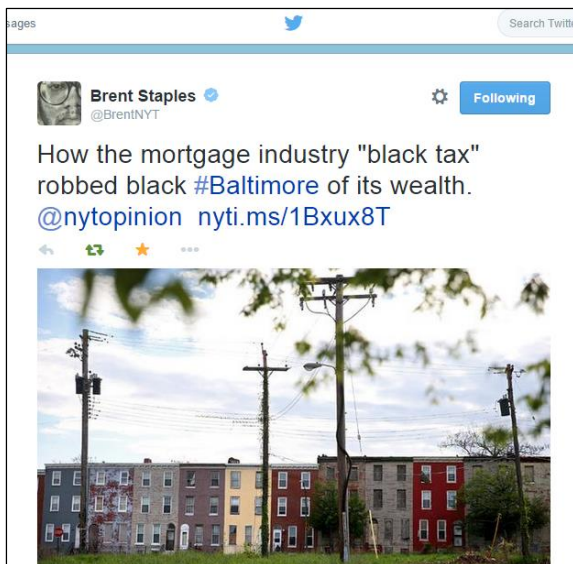 sages
Search Twitte
Brent Staples
@BrentNYT
Following
How the mortgage industry "black tax"
robbed black #Baltimore of its wealth.
@nytopinion nyti.ms/1Bxux8T